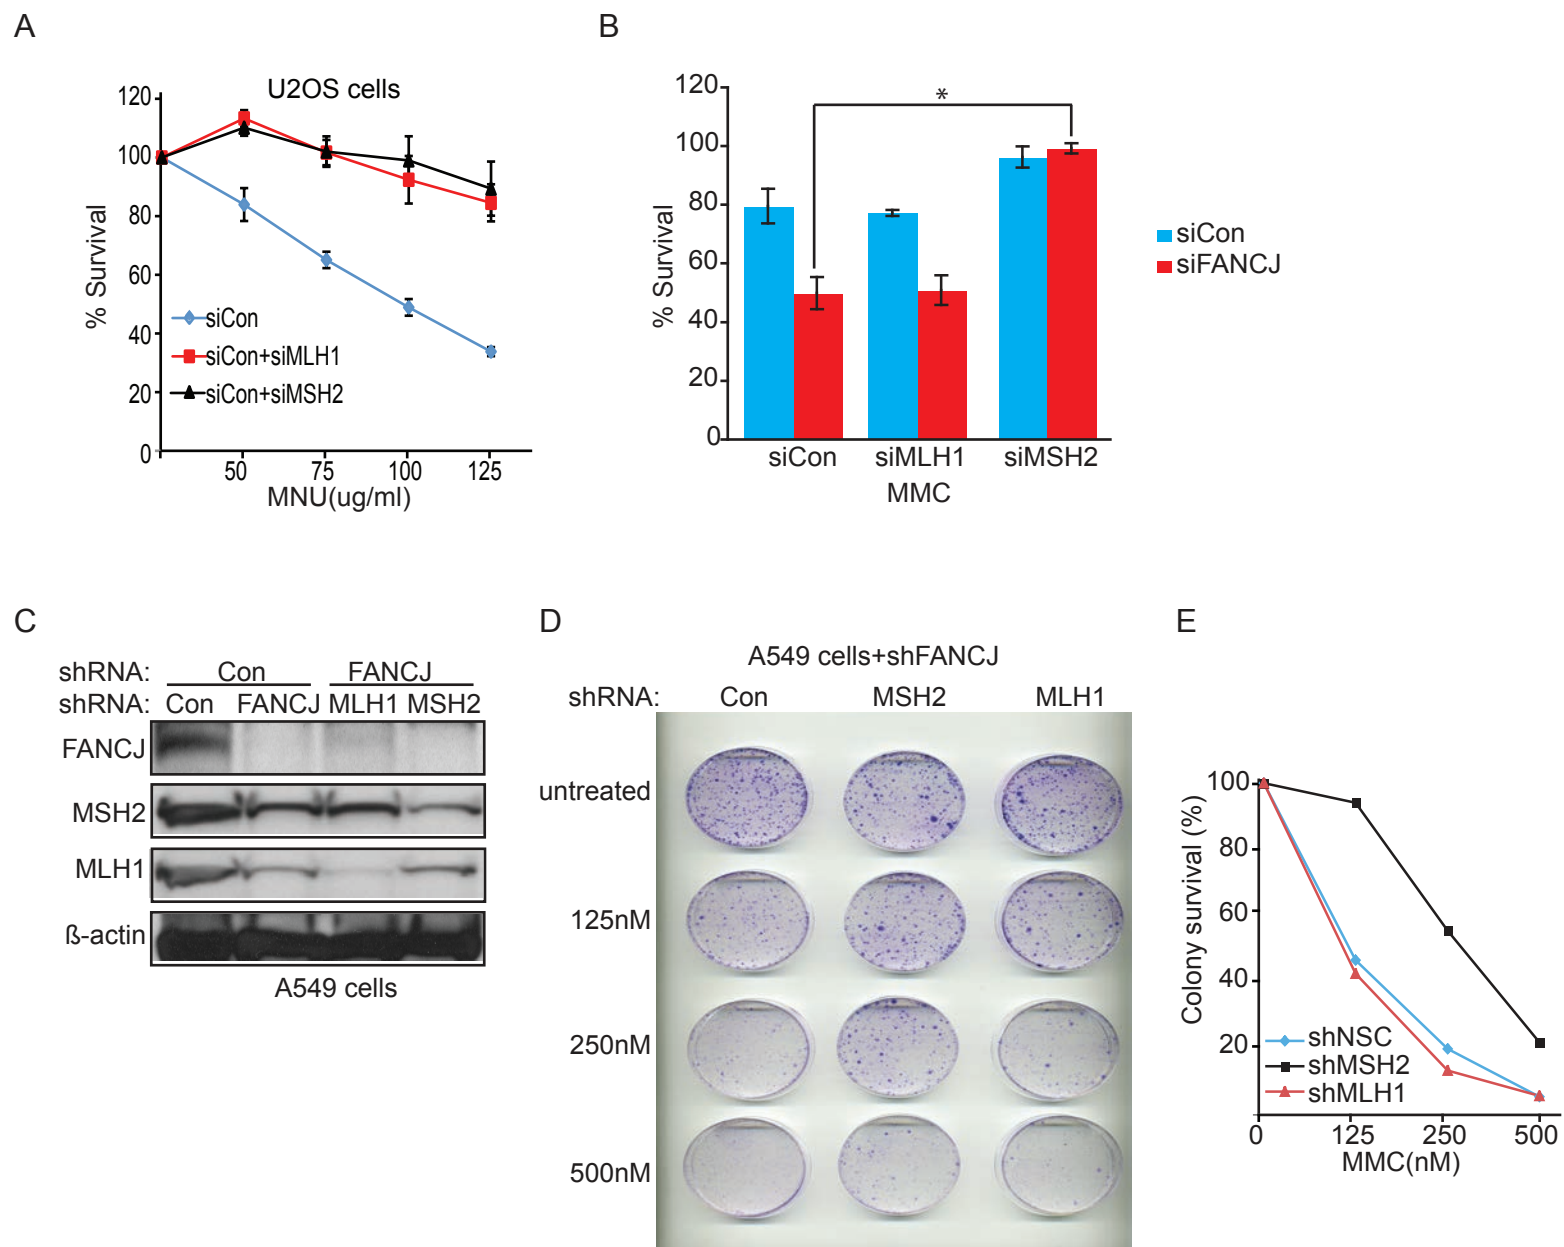 A
U2OS cells
% Survival
120
100
80
60
40
20
0
50 75 100 125
MNU(ug/ml)
siCon
siCon+siMLH1
siCon+siMSH2
B
% Survival
120
100
80
60
40
20
0
*
siCon siMLH1 siMSH2
MMC
siCon
siFANCJ
C
shRNA: Con FANCJ
shRNA: Con FANCJ MLH1 MSH2
FANCJ
MSH2
MLH1
ß-actin
A549 cells
D
A549 cells+shFANCJ
shRNA: Con MSH2 MLH1
untreated
125nM
250nM
500nM
E
Colony survival (%)
100
80
60
40
20
shNSC
shMSH2
shMLH1
0 125 250 500
MMC(nM)